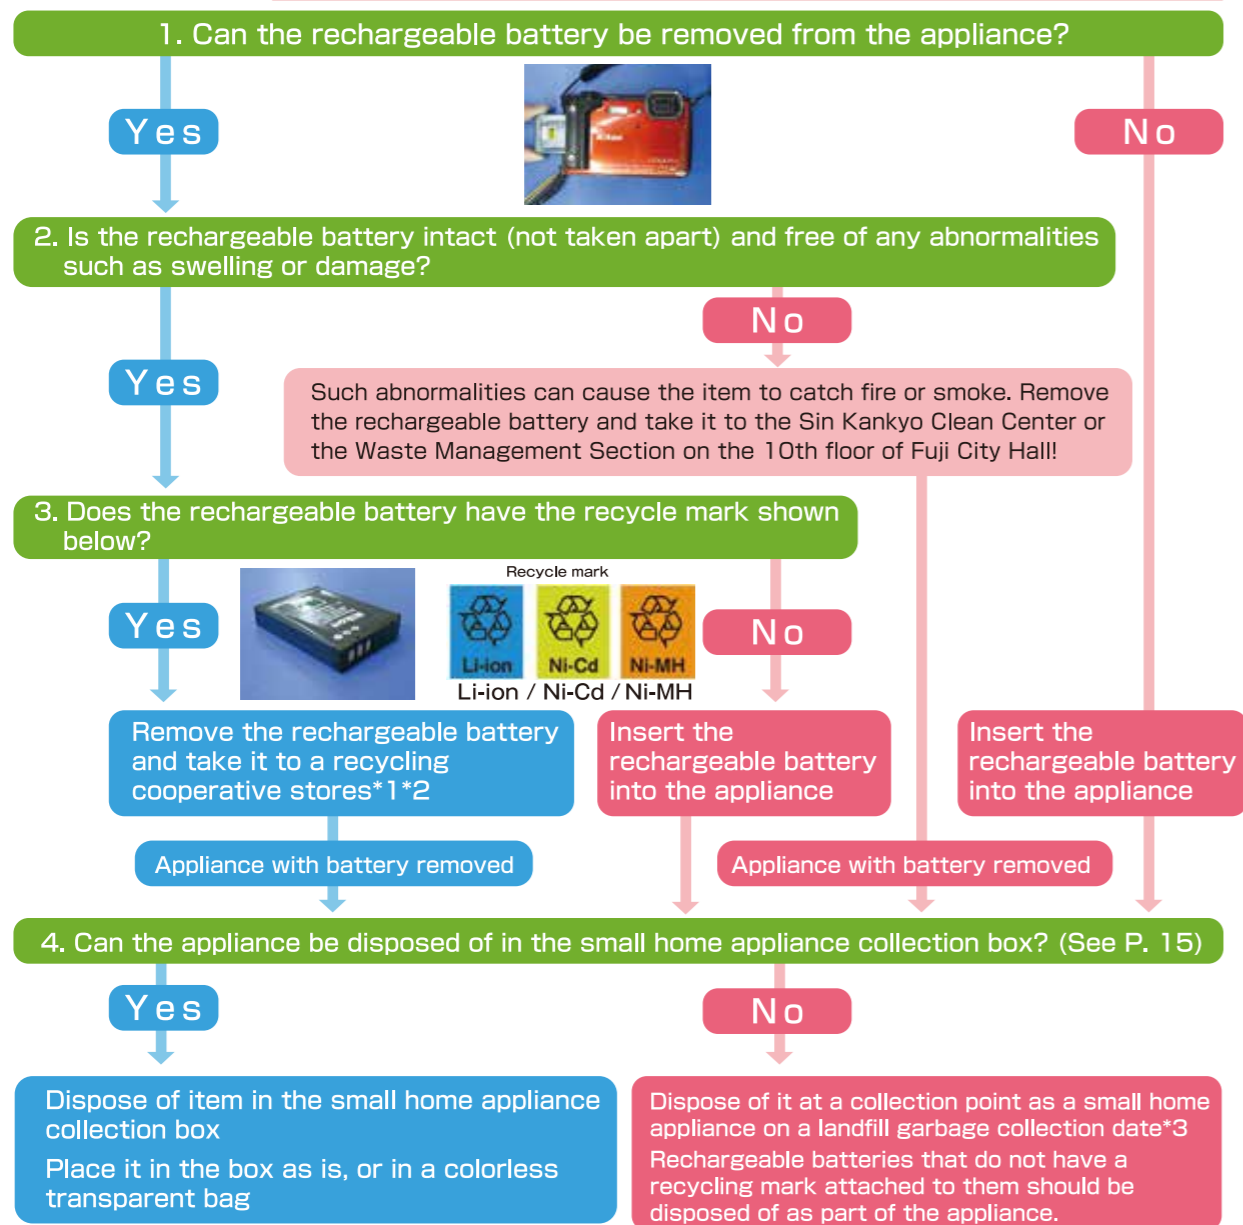 1. Can the rechargeable battery be removed from the appliance?
Yes
No
Nikon
2. Is the rechargeable battery intact (not taken apart) and free of any abnormalities
such as swelling or damage?
No
Yes
Such abnormalities can cause the item to catch fire or smoke. Remove
the rechargeable battery and take it to the Sin Kankyo Clean Center or
the Waste Management Section on the 10th floor of Fuji City Hall!
3. Does the rechargeable battery have the recycle mark shown
below?
Recycle mark
Yes
No
Li-ion
Ni-Cd
Ni-MH
Li-ion / Ni-Cd / Ni-MH
Remove the rechargeable battery
and take it to a recycling
cooperative stores*1*2
Insert the
rechargeable battery
into the appliance
Insert the
rechargeable battery
into the appliance
Appliance with battery removed
Appliance with battery removed
4. Can the appliance be disposed of in the small home appliance collection box? (See P. 15)
Yes
No
Dispose of item in the small home appliance
collection box
Place it in the box as is, or in a colorless
transparent bag
Dispose of it at a collection point as a small home
appliance on a landfill garbage collection date*3
Rechargeable batteries that do not have a
recycling mark attached to them should be
disposed of as part of the appliance.